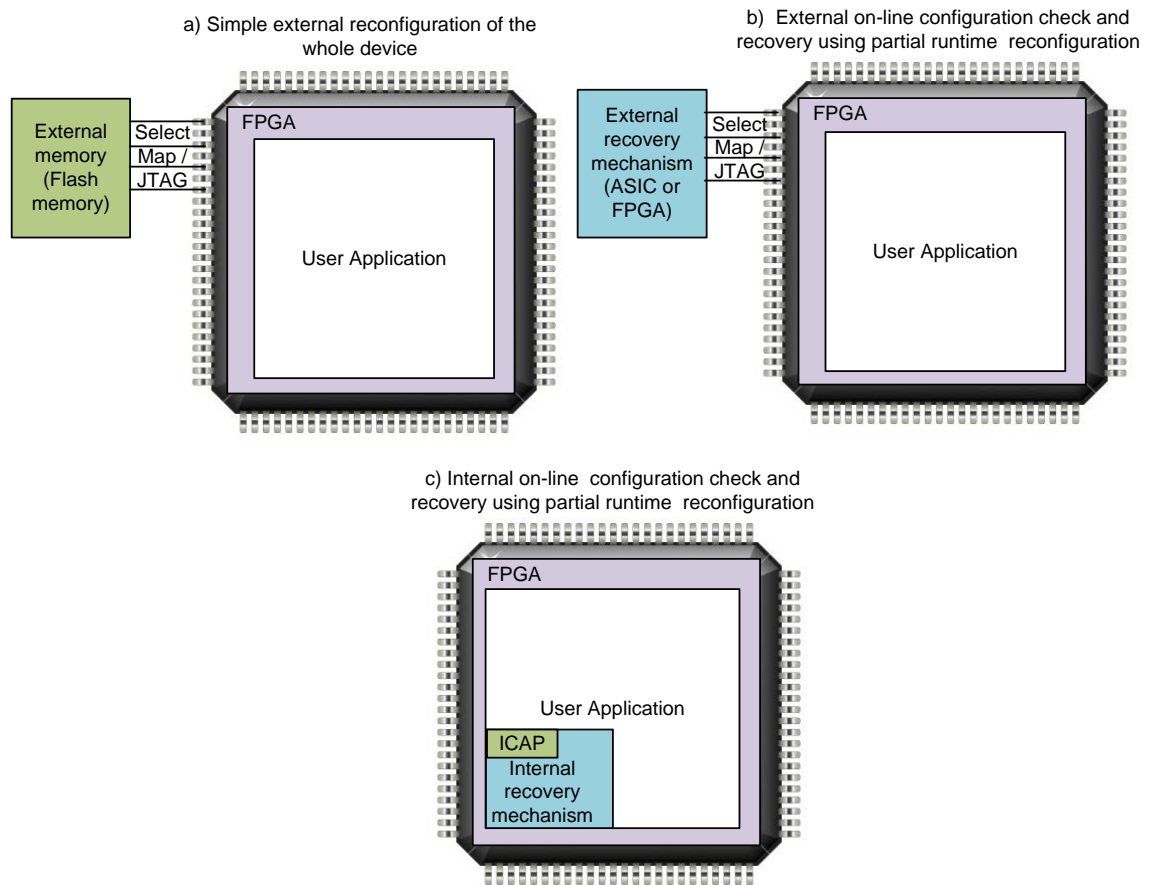 a) Simple external reconfiguration of the
whole device
External
memory
(Flash
memory)
Select
Map /
JTAG
FPGA
User Application
b) External on-line configuration check and
recovery using partial runtime reconfiguration
External
recovery
mechanism
(ASIC or
FPGA)
Select
Map /
JTAG
FPGA
User Application
c) Internal on-line configuration check and
recovery using partial runtime reconfiguration
FPGA
User Application
ICAP
Internal
recovery
mechanism